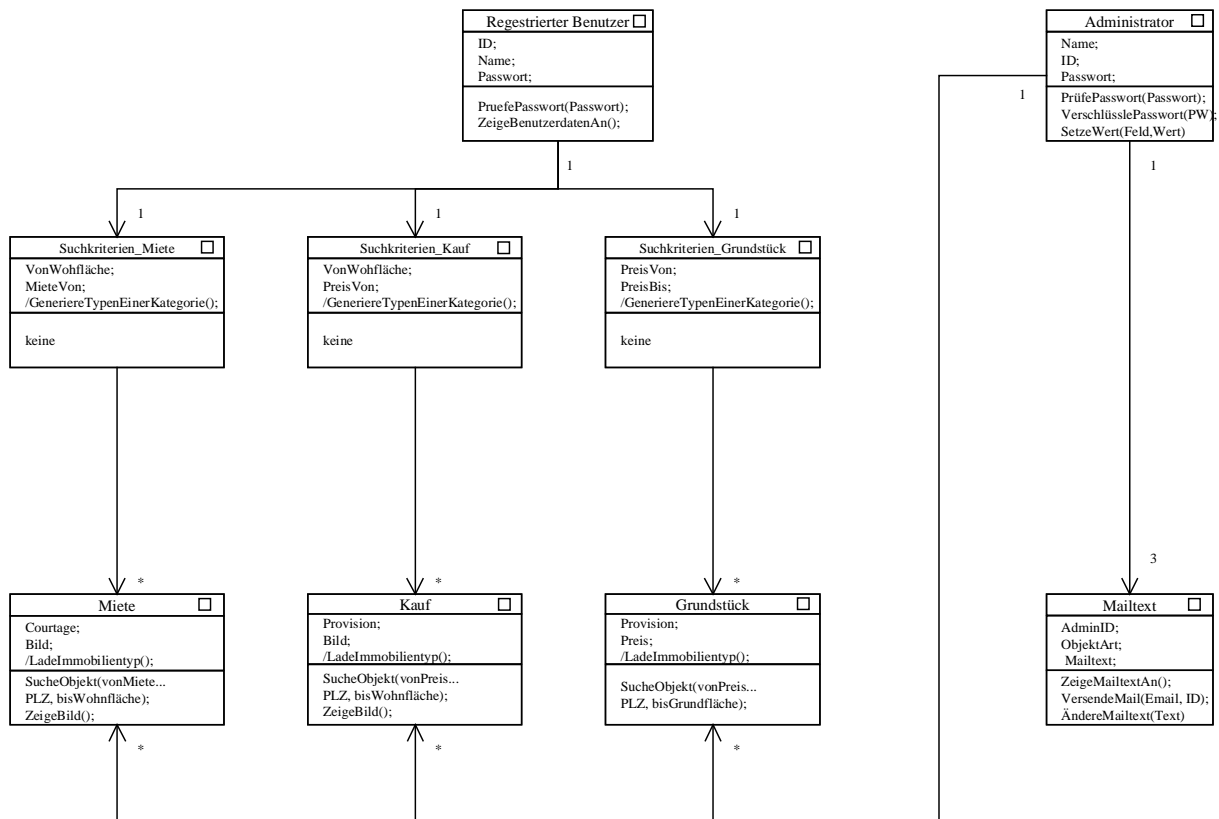 Regestrierter Benutzer
ID;
Name;
Passwort;
PruefePasswort(Passwort);
ZeigeBenutzerdatenAn();
1
Administrator
Name;
ID;
Passwort;
PrüfePasswort(Passwort);
VerschlüsslePasswort(PW);
SetzeWert(Feld,Wert)
1
1
1
1
1
Suchkriterien_Miete
VonWohfläche;
MieteVon;
/GeneriereTypenEinerKategorie();
keine
Suchkriterien_Kauf
VonWohfläche;
PreisVon;
/GeneriereTypenEinerKategorie();
keine
Suchkriterien_Grundstück
PreisVon;
PreisBis;
/GeneriereTypenEinerKategorie();
keine
*
*
*
3
Miete
Courtage;
Bild;
/LadeImmobilientyp();
SucheObjekt(vonMiete...
PLZ, bisWohnfläche);
ZeigeBild();
*
Kauf
Provision;
Bild;
/LadeImmobilientyp();
SucheObjekt(vonPreis...
PLZ, bisWohnfläche);
ZeigeBild();
*
Grundstück
Provision;
Preis;
/LadeImmobilientyp();
SucheObjekt(vonPreis...
PLZ, bisGrundfläche);
*
Mailtext
AdminID;
ObjektArt;
Mailtext;
ZeigeMailtextAn();
VersendeMail(Email, ID);
ÄndereMailtext(Text)